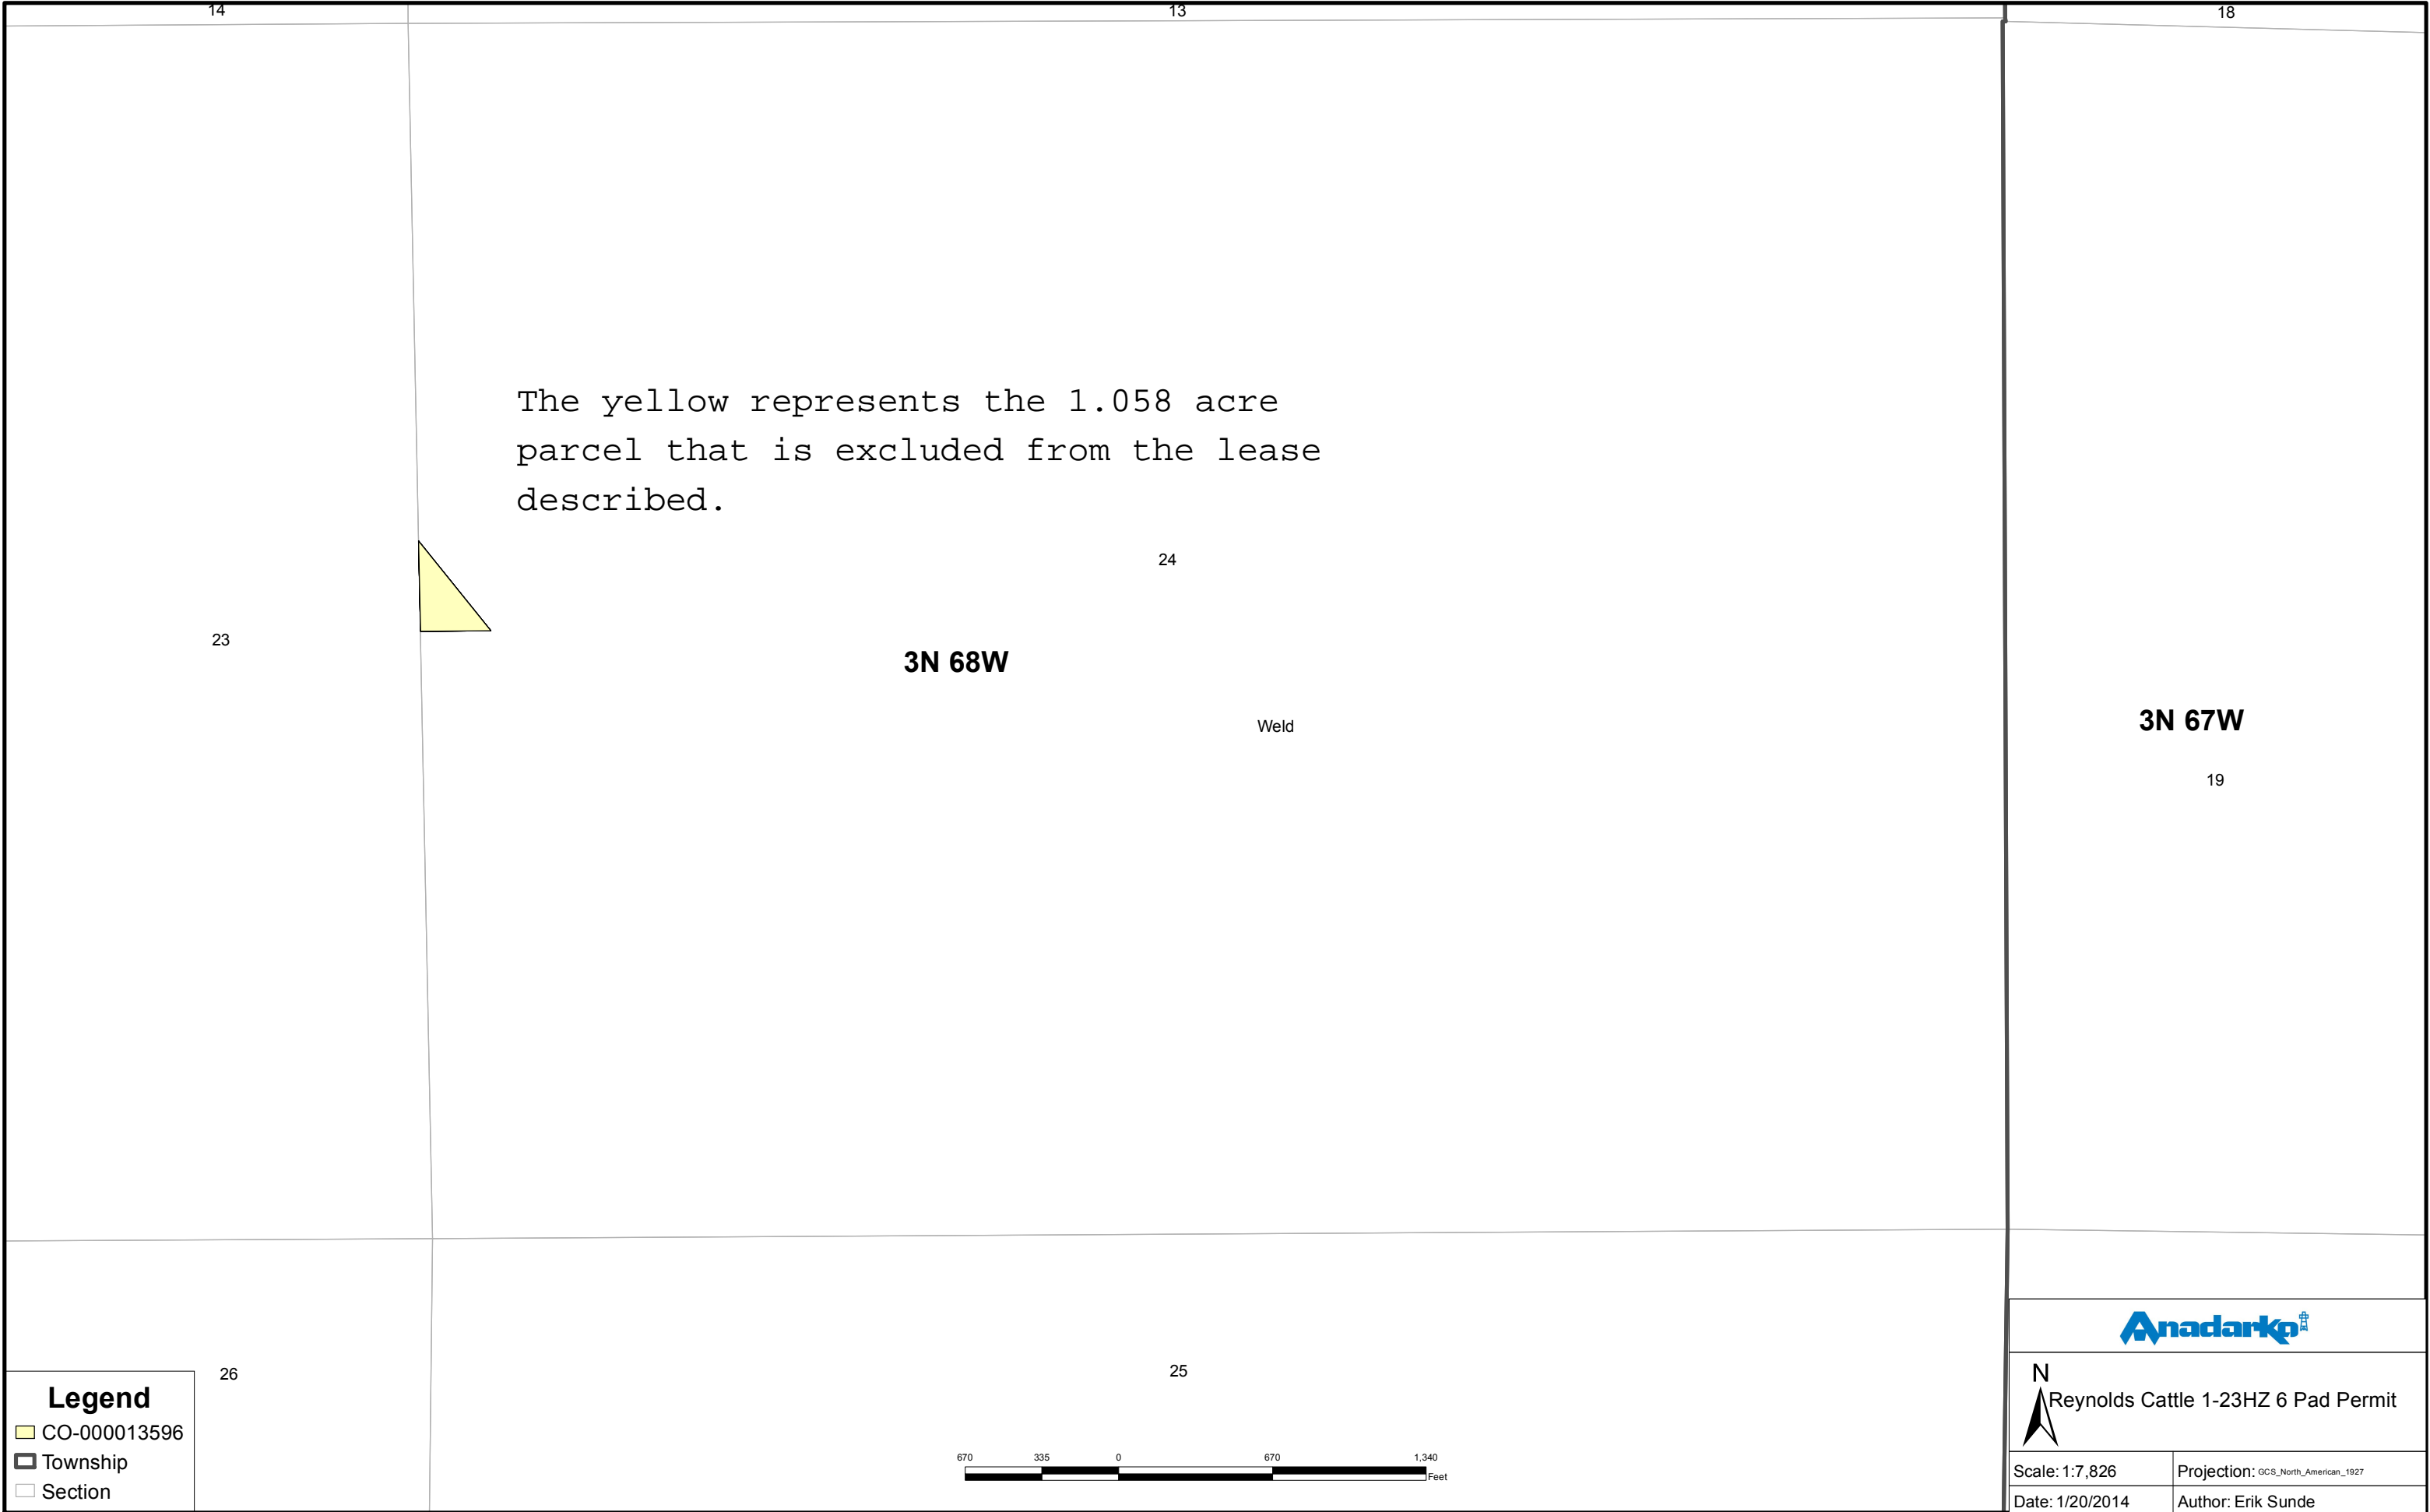 14
13
18
The yellow represents the 1.058 acre
parcel that is excluded from the lease
described.
24
23
3N 68W
3N 67W
Weld
19
26
25
Legend
CO-000013596
Township
Section
670 335 0 670 1,340
Feet
Anadarko
N
Reynolds Cattle 1-23HZ 6 Pad Permit
Scale: 1:7,826
Projection: GCS_North_American_1927
Date: 1/20/2014
Author: Erik Sunde